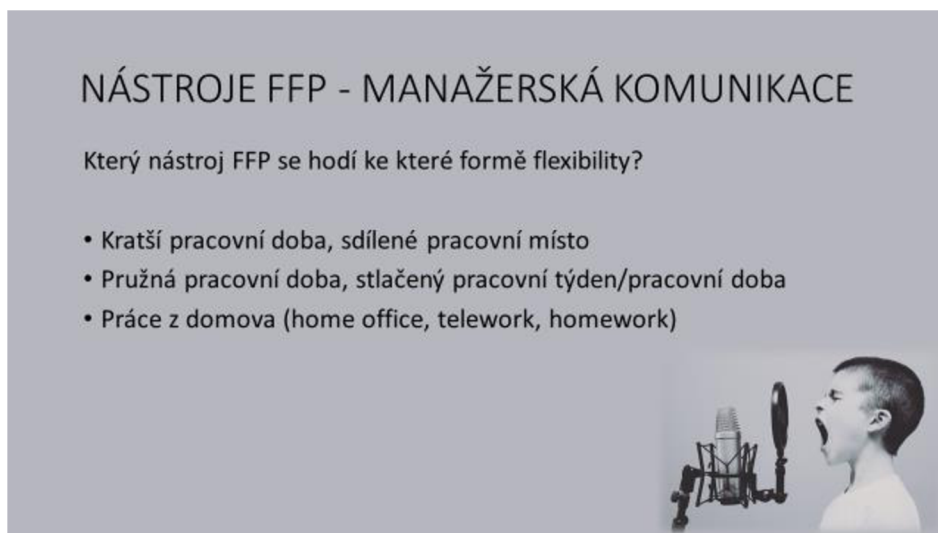 NÁSTROJE FFP - MANAŽERSKÁ KOMUNIKACE
Který nástroj FFP se hodí ke které formě flexibility?
• Kratší pracovní doba, sdílené pracovní místo
• Pružná pracovní doba, stlačený pracovní týden/pracovní doba
• Práce z domova (home office, telework, homework)